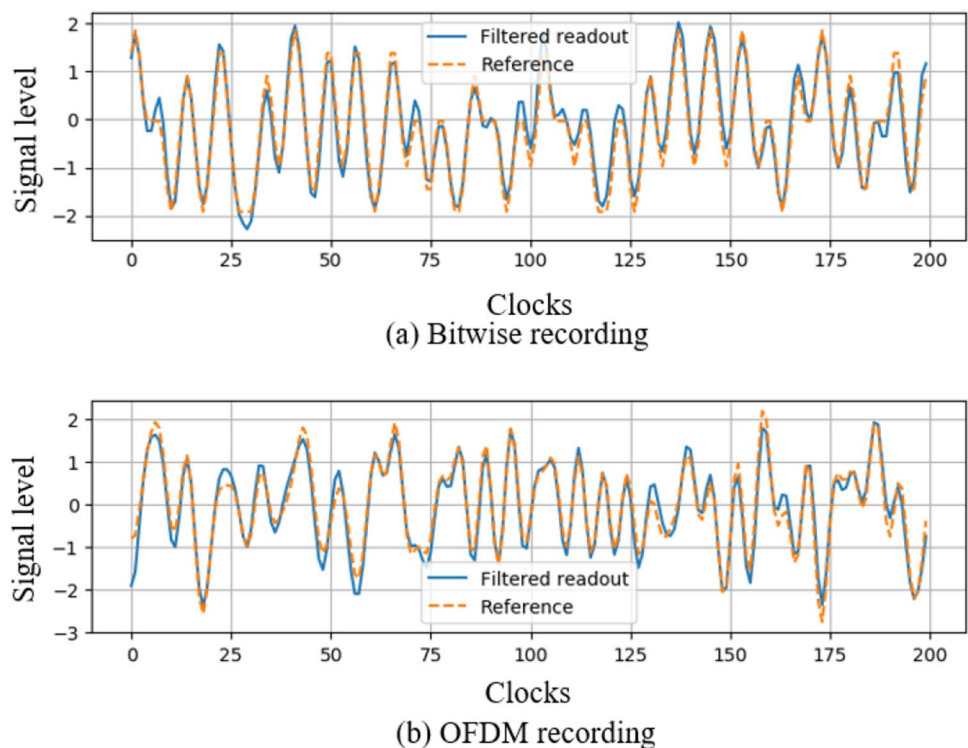 2
1
0
−1
−2
Signal level
Filtered readout
Reference
0 25 50 75 100 125 150 175 200
Clocks
(a) Bitwise recording
2
1
0
−1
−2
−3
Signal level
Filtered readout
Reference
0 25 50 75 100 125 150 175 200
Clocks
(b) OFDM recording